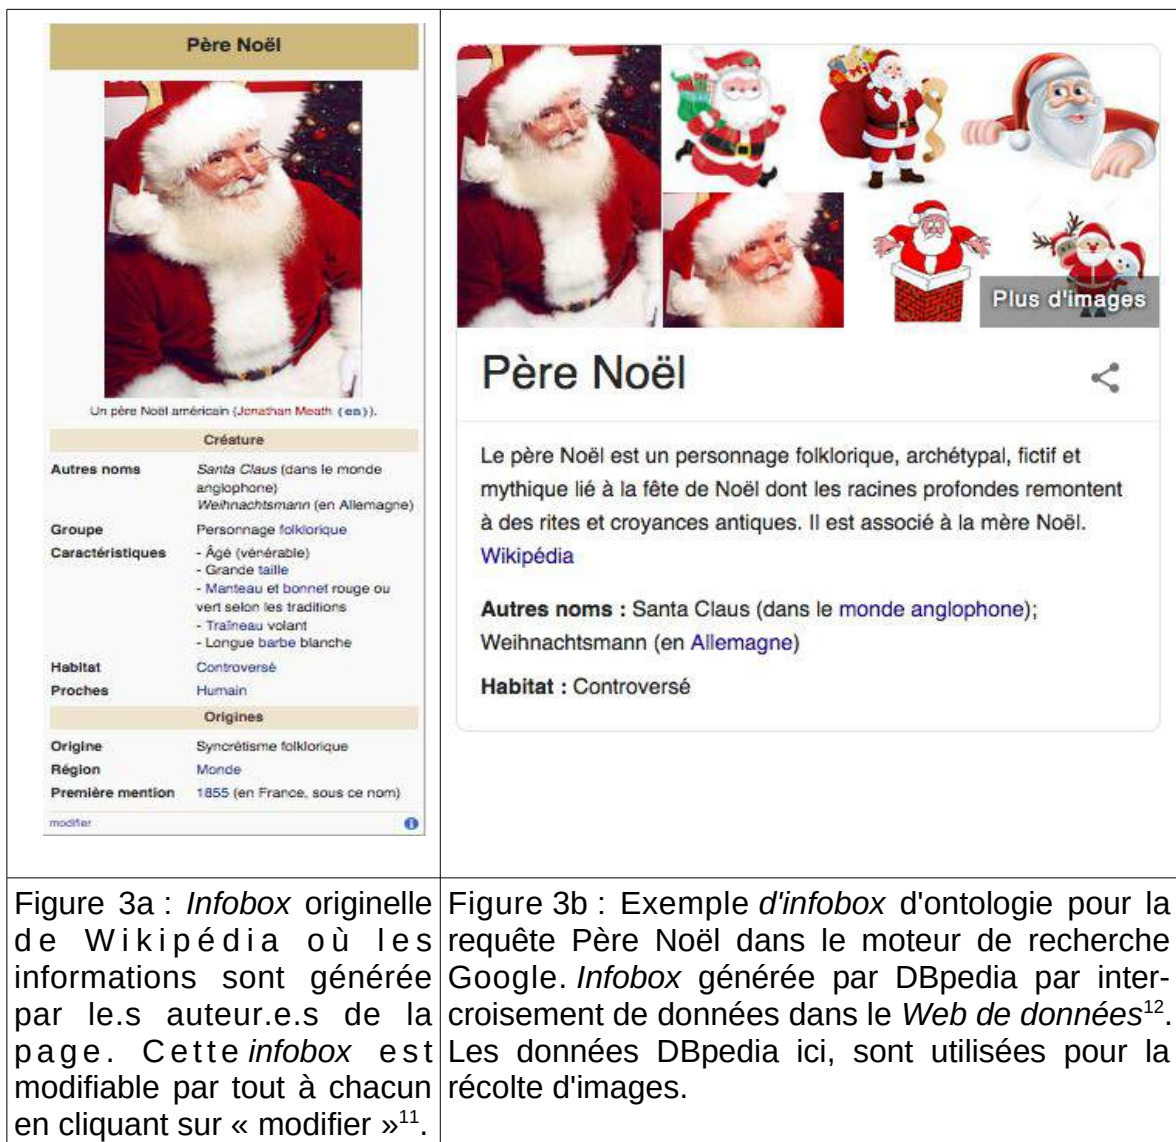 Père Noël
Un père Noël américain (Jonathan Meath (en)).
Créature
Autres noms Santa Claus (dans le monde
anglophone)
Weihnachtsmann (en Allemagne)
Groupe Personnage folklorique
Caractéristiques - Âgé (vénérable)
- Grande taille
- Manteau et bonnet rouge ou
vert selon les traditions
- Traîneau volant
- Longue barbe blanche
Habitat Controversé
Proches Humain
Origines
Origine Syncrétisme folklorique
Région Monde
Première mention 1855 (en France, sous ce nom)
modifier
Plus d'images
Père Noël
Le père Noël est un personnage folklorique, archétypal, fictif et
mythique lié à la fête de Noël dont les racines profondes remontent
à des rites et croyances antiques. Il est associé à la mère Noël.
Wikipédia
Autres noms : Santa Claus (dans le monde anglophone);
Weihnachtsmann (en Allemagne)
Habitat : Controversé
Figure 3a : Infobox originelle
de Wikipédia où les
informations sont générée
par le.s auteur.e.s de la
page. Cette infobox est
modifiable par tout à chacun
en cliquant sur « modifier »11.
Figure 3b : Exemple d'infobox d'ontologie pour la
requête Père Noël dans le moteur de recherche
Google. Infobox générée par DBpedia par inter-
croisement de données dans le Web de données12.
Les données DBpedia ici, sont utilisées pour la
récolte d'images.